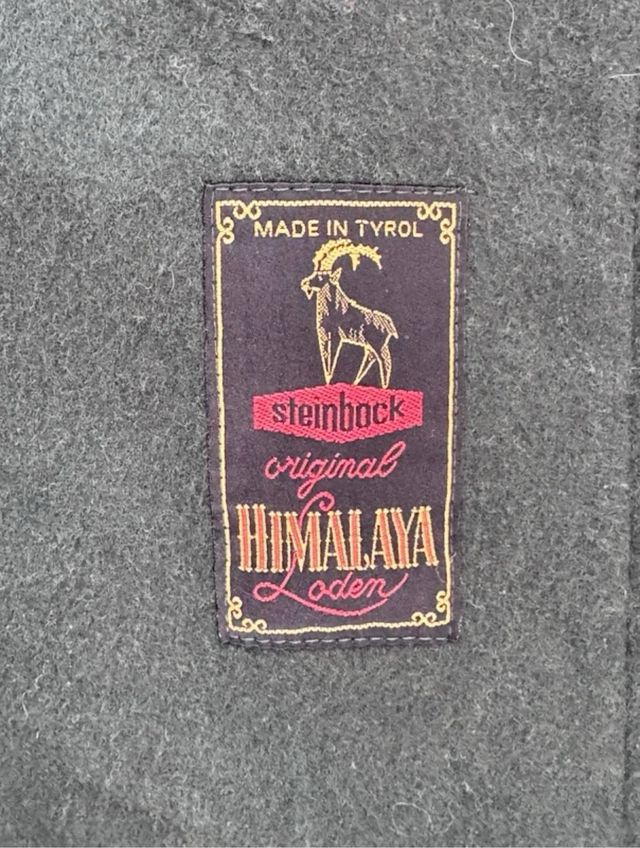 MADE IN TYROL
steinbock
original
HIMALAYA
Loden